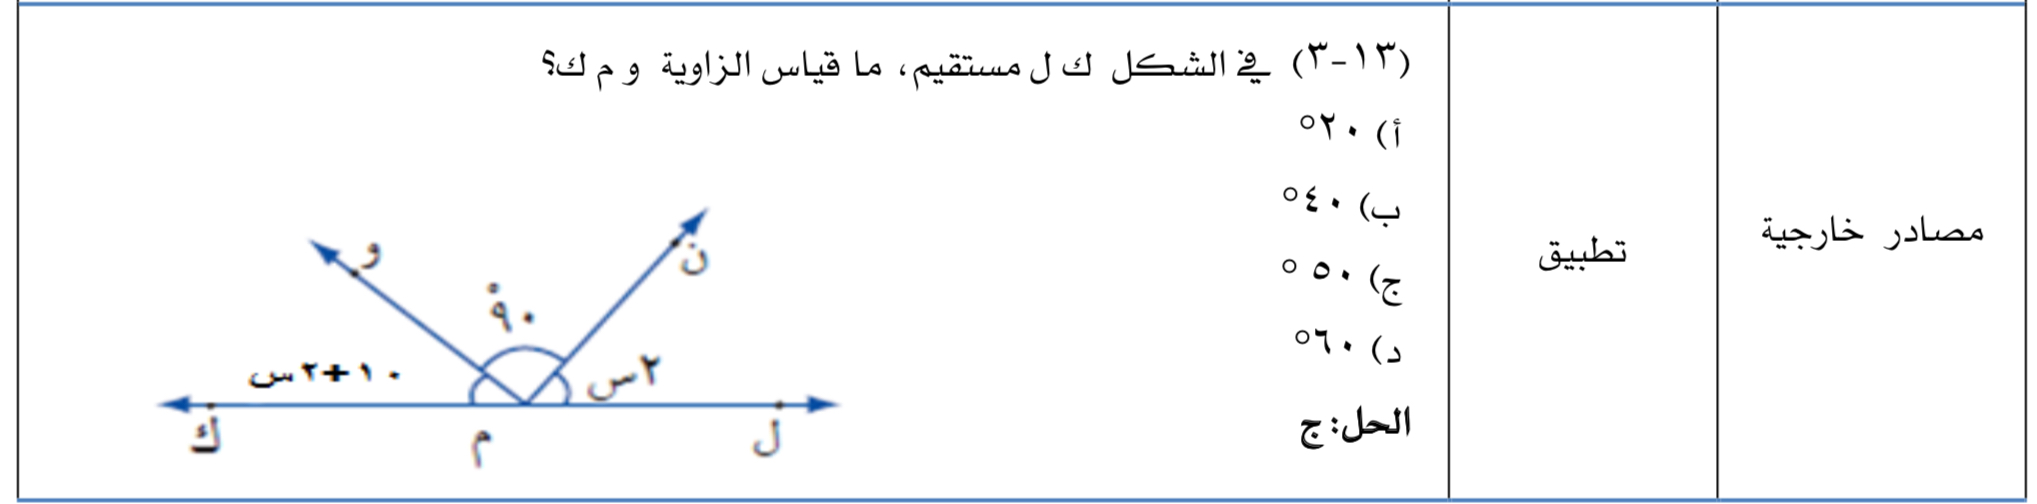 مصادر خارجية
تطبيق
(١٣-٣) في الشكل ك ل مستقيم، ما قياس الزاوية و م ك؟
أ) ٢٠°
ب) ٤٠°
ج) ٥٠ °
د) ٦٠°
الحل: ج
و
ن
٩٠°
١٠+٢س
٢س
ك
م
ل